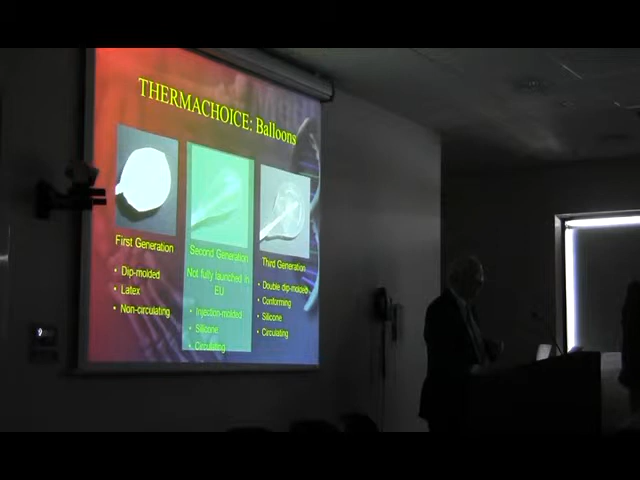 THERMACHOICE: Balloons
First Generation
• Dip-molded
• Latex
• Non-circulating
Second Generation
Not fully launched in
EU
• Injection-molded
• Silicone
• Circulating
Third Generation
• Double dip-molded
• Conforming
• Silicone
• Circulating